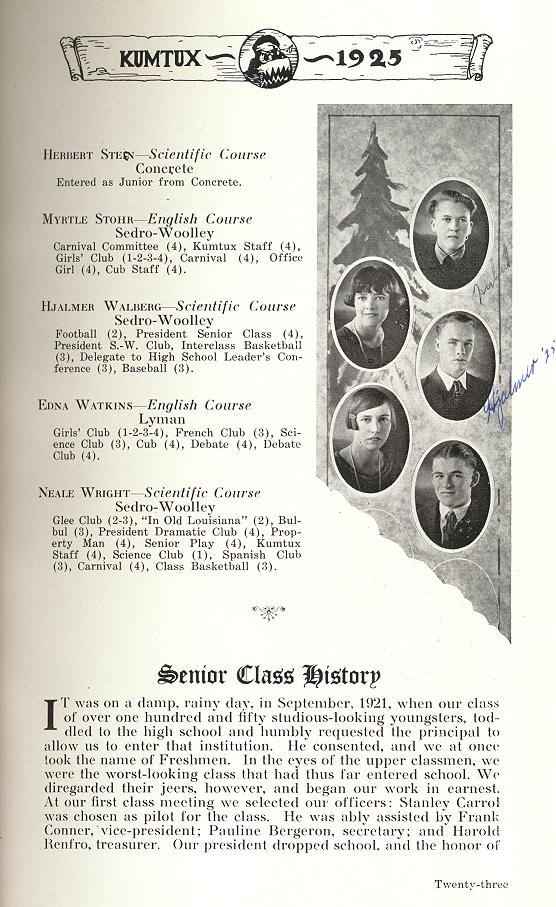 KUMTUX 1925
HERBERT STEEN—Scientific Course
Concrete
Entered as Junior from Concrete.
MYRTLE STOHR—English Course
Sedro-Woolley
Carnival Committee (4), Kumtux Staff (4),
Girls' Club (1-2-3-4), Carnival (4), Office
Girl (4), Cub Staff (4).
HJALMER WALBERG—Scientific Course
Sedro-Woolley
Football (2), President Senior Class (4),
President S.-W. Club, Interclass Basketball
(3), Delegate to High School Leader's Con-
ference (3), Baseball (3).
EDNA WATKINS—English Course
Lyman
Girls' Club (1-2-3-4), French Club (3), Sci-
ence Club (3), Cub (4), Debate (4), Debate
Club (4).
NEALE WRIGHT—Scientific Course
Sedro-Woolley
Glee Club (2-3), "In Old Louisiana" (2), Bul-
bul (3), President Dramatic Club (4), Prop-
erty Man (4), Senior Play (4), Kumtux
Staff (4), Science Club (1), Spanish Club
(3), Carnival (4), Class Basketball (3).
Hjalmer '25
Senior Class History
IT was on a damp, rainy day, in September, 1921, when our class
of over one hundred and fifty studious-looking youngsters, tod-
dled to the high school and humbly requested the principal to
allow us to enter that institution. He consented, and we at once
took the name of Freshmen. In the eyes of the upper classmen, we
were the worst-looking class that had thus far entered school. We
diregarded their jeers, however, and began our work in earnest.
At our first class meeting we selected our officers: Stanley Carrol
was chosen as pilot for the class. He was ably assisted by Frank
Conner, vice-president; Pauline Bergeron, secretary; and Harold
Renfro, treasurer. Our president dropped school, and the honor of
Twenty-three